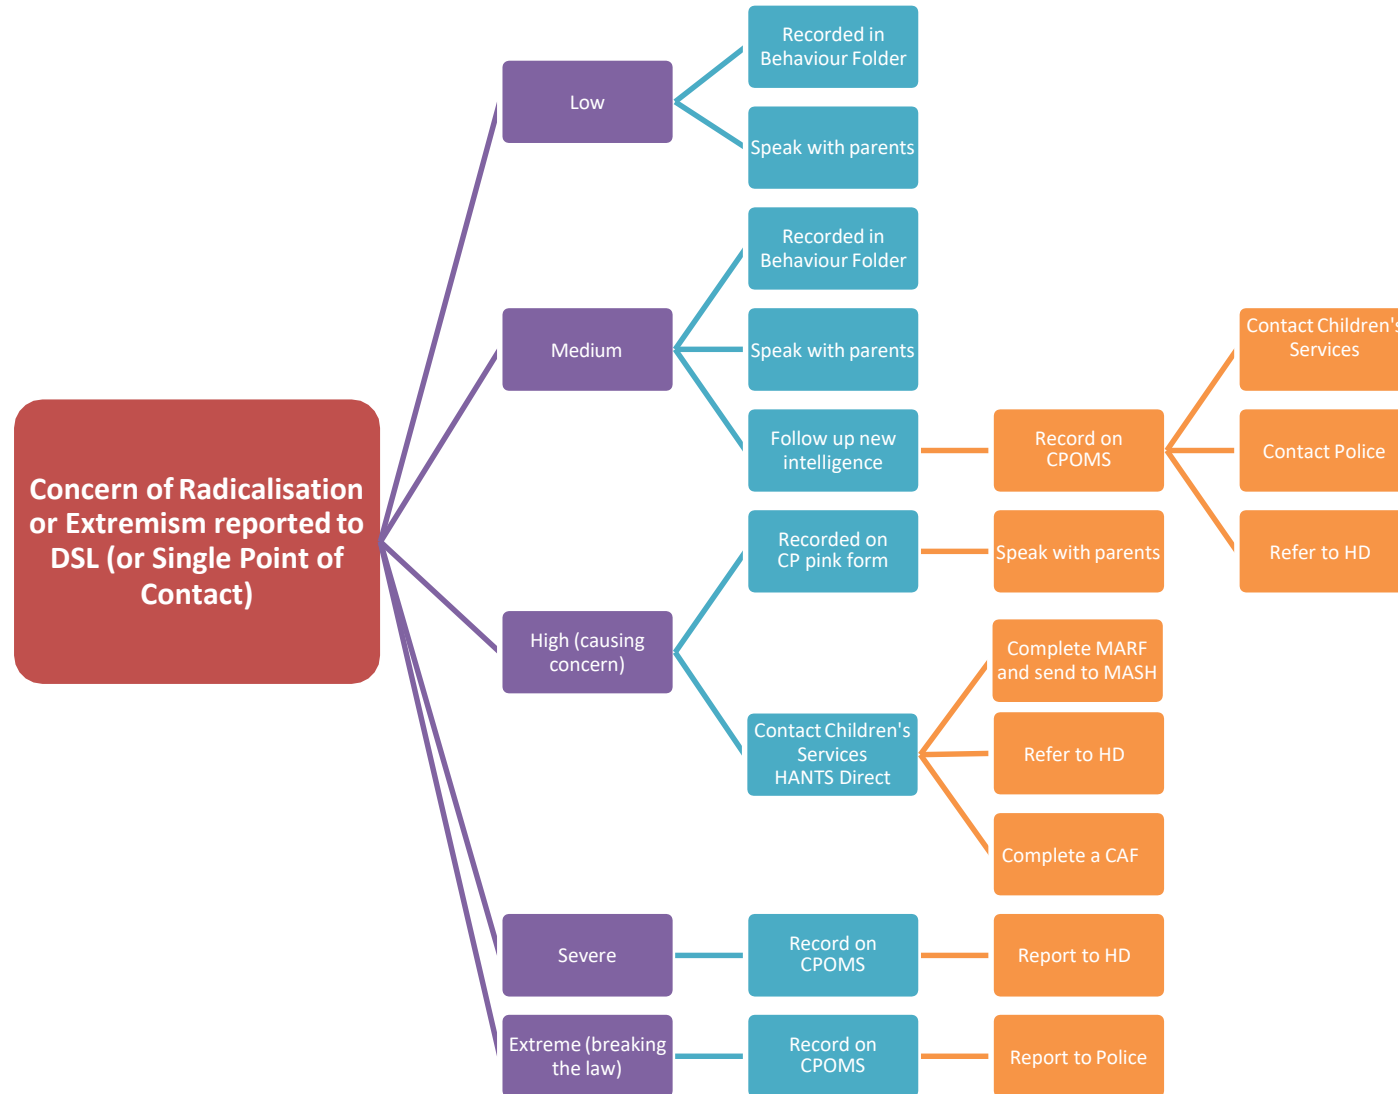 Concern of Radicalisation
or Extremism reported to
DSL (or Single Point of
Contact)
Low
Recorded in
Behaviour Folder
Speak with parents
Medium
Recorded in
Behaviour Folder
Speak with parents
Follow up new
intelligence
Record on
CPOMS
Contact Children's
Services
Contact Police
Refer to HD
High (causing
concern)
Recorded on
CP pink form
Speak with parents
Contact Children's
Services
HANTS Direct
Complete MARF
and send to MASH
Refer to HD
Complete a CAF
Severe
Record on
CPOMS
Report to HD
Extreme (breaking
the law)
Record on
CPOMS
Report to Police